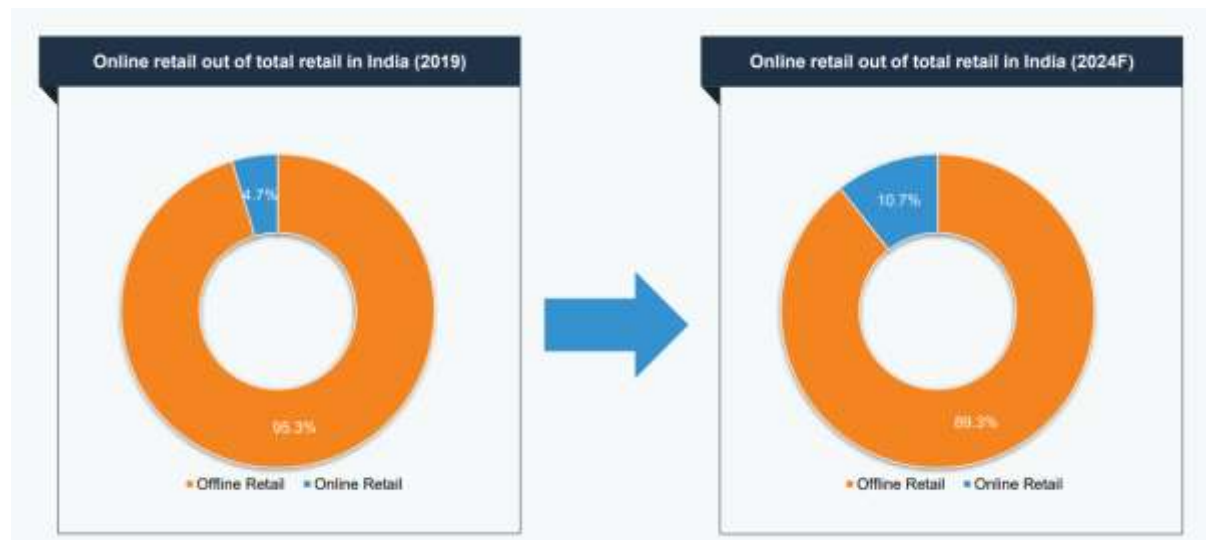 Online retail out of total retail in India (2019)
4.7%
95.3%
Offline Retail Online Retail
Online retail out of total retail in India (2024F)
10.7%
89.3%
Offline Retail Online Retail